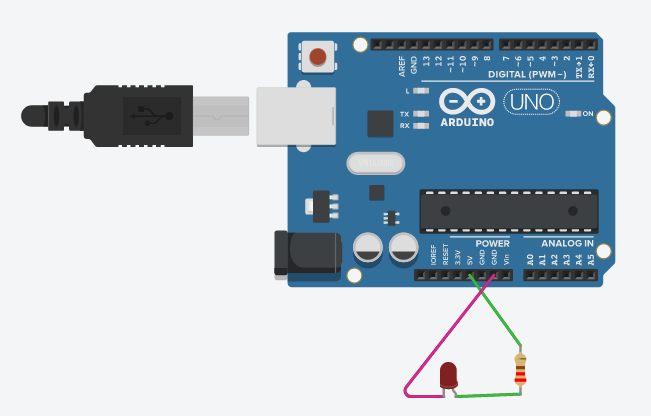 AREF
GND
13
12
~11
~10
~9
8
7
~6
~5
4
~3
2
TX→1
RX←0
DIGITAL (PWM~)
L
TX
RX
UNO
ARDUINO
ON
POWER
ANALOG IN
IOREF
RESET
3.3V
5V
GND
GND
Vin
A0
A1
A2
A3
A4
A5